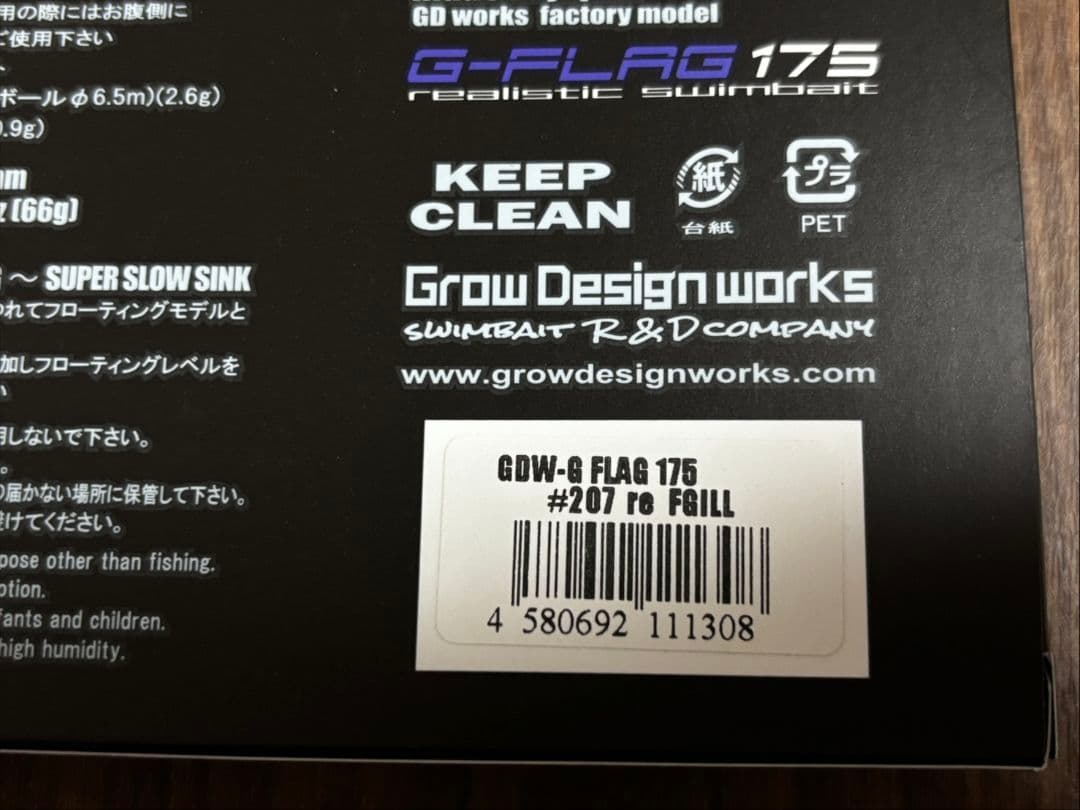 用の際にはお腹側に
ご使用下さい
ボールφ6.5m)(2.6g)
.9g)
(66g)
～ SUPER SLOW SINK
れてフローティングモデルと
加しフローティングレベルを
い
しないで下さい。
。
届かない場所に保管して下さい。
けてください。
pose other than fishing.
ption.
fants and children.
high humidity.
GD works factory model
G-FLAG 175
realistic swimbait
KEEP
CLEAN
紙
台紙
プラ
PET
Grow Design works
SWIMBAIT R&D COMPANY
www.growdesignworks.com
GDW-G FLAG 175
#207 re FGILL
4 580692 111308